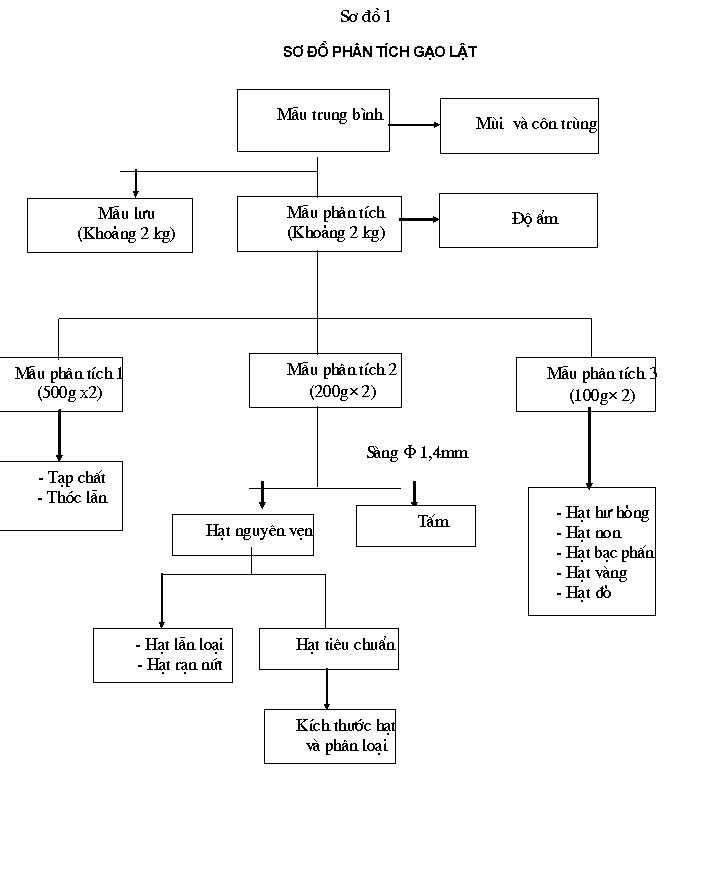 Sơ đồ 1
SƠ ĐỒ PHÂN TÍCH GẠO LẬT
Mẫu trung bình
Mùi và côn trùng
Mẫu lưu
(Khoảng 2 kg)
Mẫu phân tích
(Khoảng 2 kg)
Độ ẩm
Mẫu phân tích 1
(500g x2)
Mẫu phân tích 2
(200g× 2)
Mẫu phân tích 3
(100g× 2)
Sàng Φ 1,4mm
- Tạp chất
- Thóc lẫn
Hạt nguyên vẹn
Tấm
- Hạt hư hỏng
- Hạt non
- Hạt bạc phấn
- Hạt vàng
- Hạt đỏ
- Hạt lẫn loại
- Hạt rạn nứt
Hạt tiêu chuẩn
Kích thước hạt
và phân loại